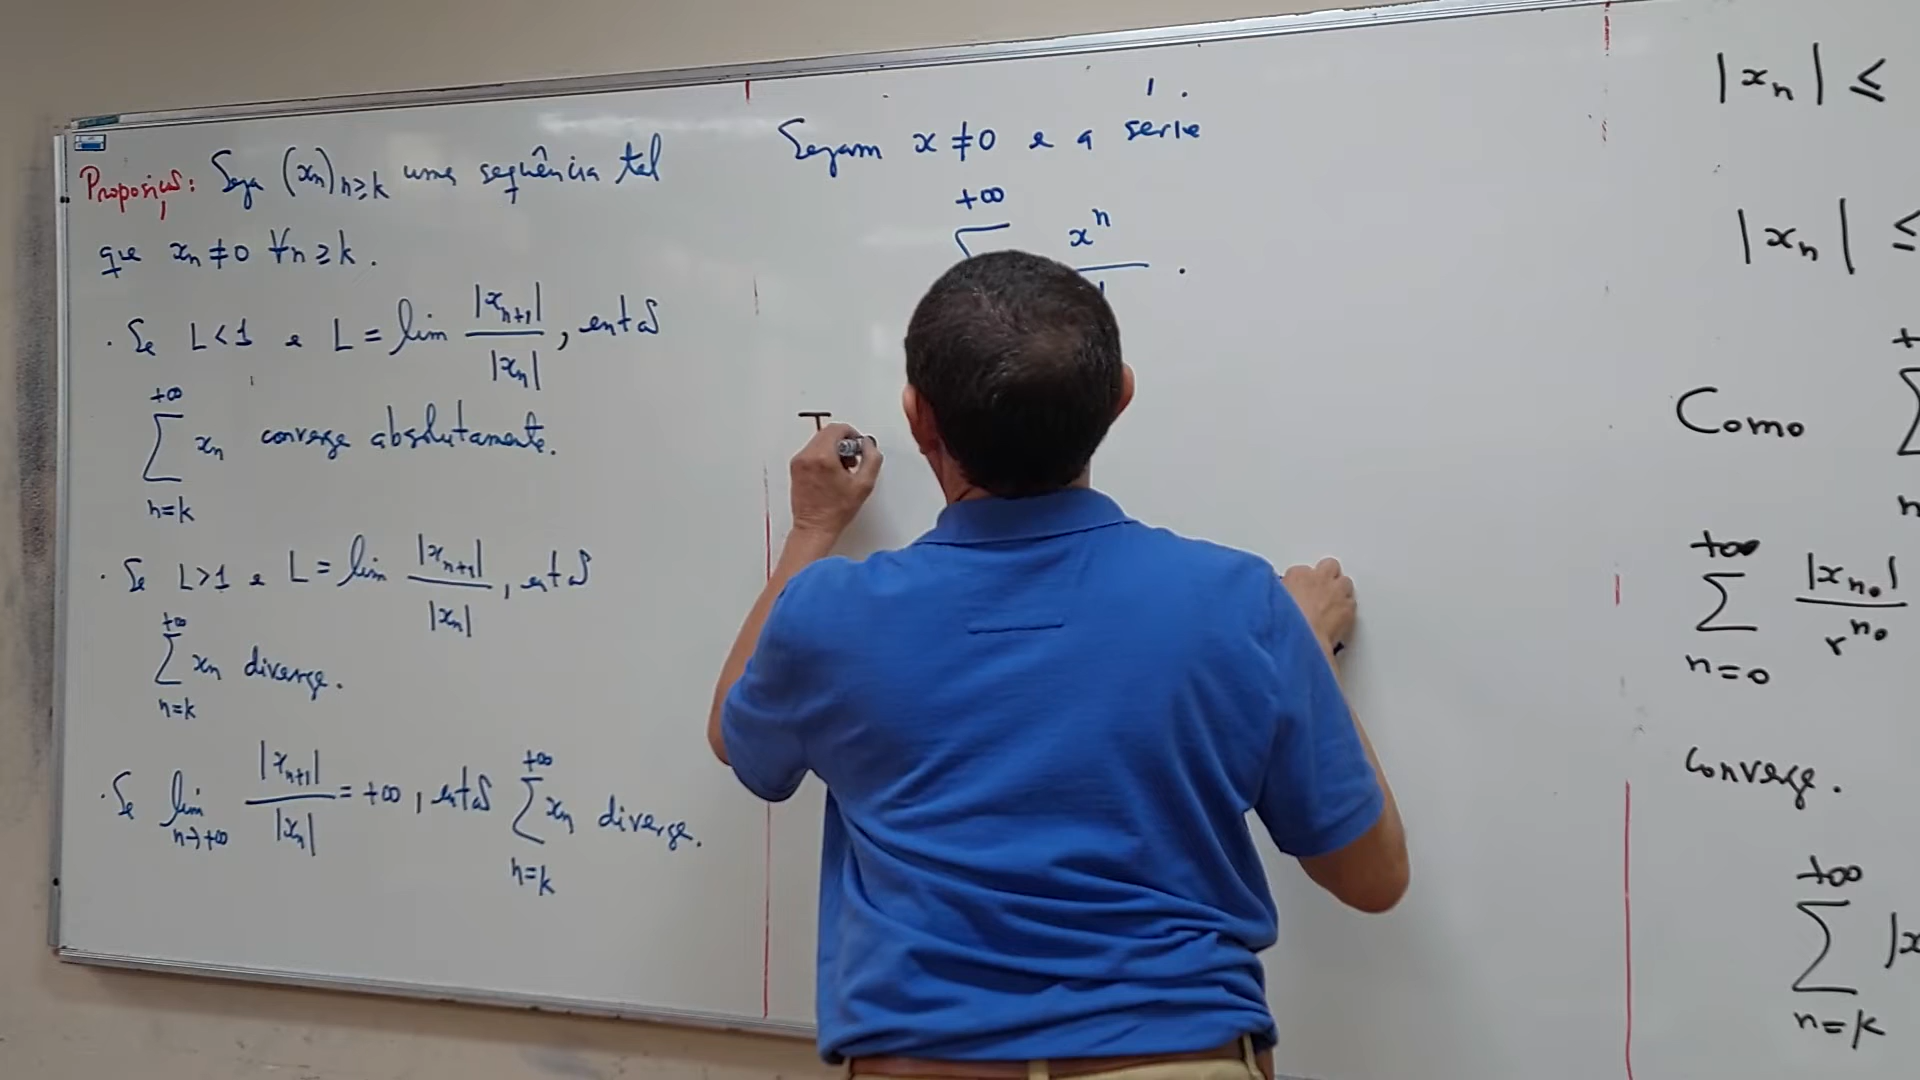 Proposição: Seja (xn)n≥k uma sequência tal
que xn ≠ 0 ∀n ≥ k.
· Se L < 1 e L = lim |xn+1| / |xn|, então
+∞
∑ xn converge absolutamente.
n=k
· Se L > 1 e L = lim |xn+1| / |xn|, então
+∞
∑ xn diverge.
n=k
· Se lim n→+∞ |xn+1| / |xn| = +∞, então +∞ ∑ n=k xn diverge.
Sejam x ≠ 0 e a série
+∞
∑ x^n
.
T
|xn| ≤
|xn| ≤
Como ∑
+∞
∑ |xn₀| / r^n₀
n=0
converge.
+∞
∑ |x
n=k